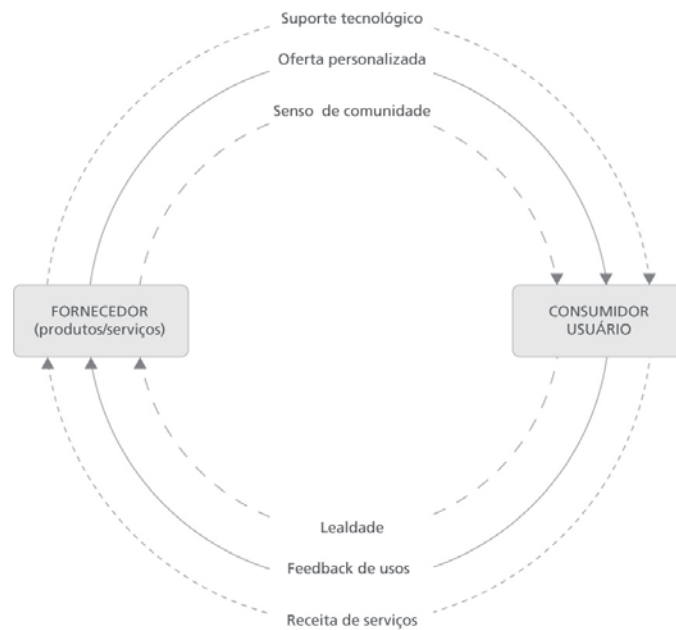 Suporte tecnológico
Oferta personalizada
Senso de comunidade
FORNECEDOR
(produtos/serviços)
CONSUMIDOR
USUÁRIO
Lealdade
Feedback de usos
Receita de serviços